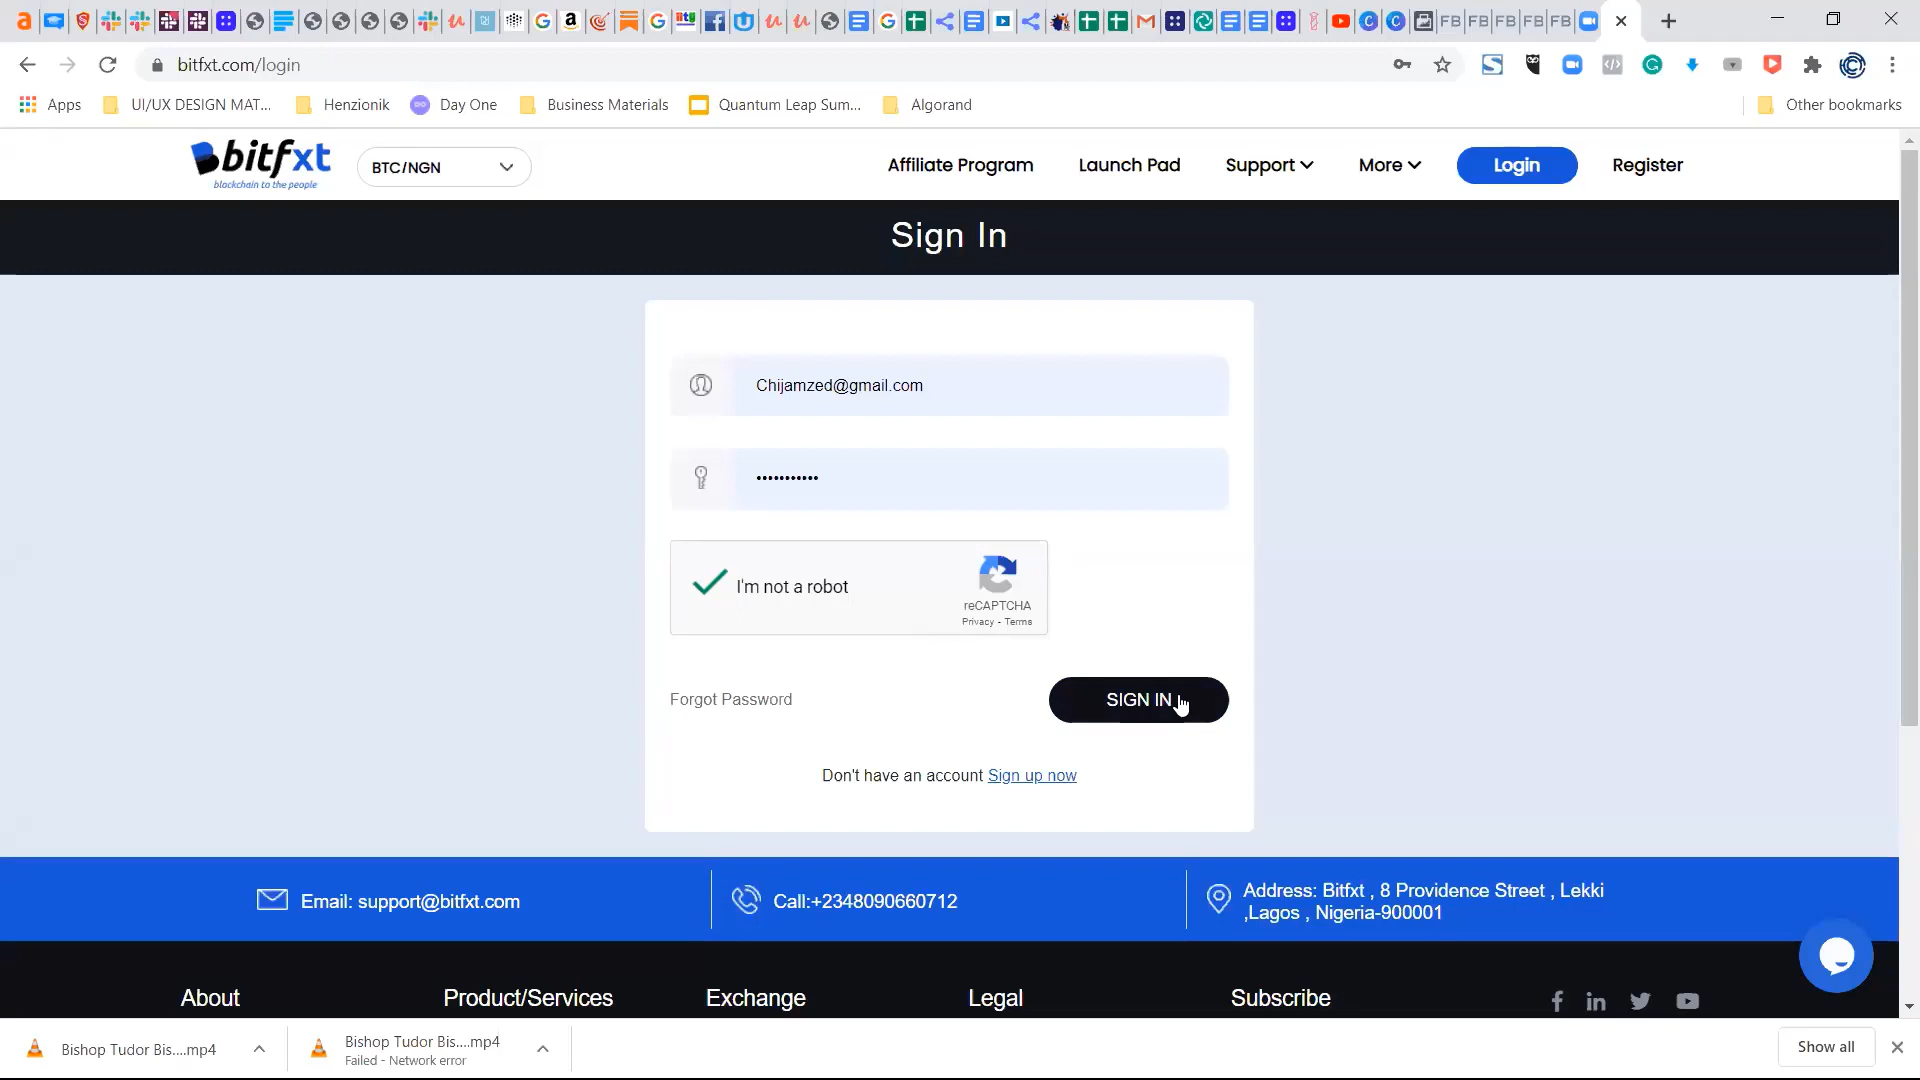 bitfxt.com/login
Apps
UI/UX DESIGN MAT...
Henzionik
Day One
Business Materials
Quantum Leap Sum...
Algorand
Other bookmarks
bitfxt
blockchain to the people
BTC/NGN
Affiliate Program
Launch Pad
Support
More
Login
Register
Sign In
Chijamzed@gmail.com
•••••••••••
I'm not a robot
reCAPTCHA
Privacy - Terms
Forgot Password
SIGN IN
Don't have an account Sign up now
Email: support@bitfxt.com
Call:+2348090660712
Address: Bitfxt , 8 Providence Street , Lekki
,Lagos , Nigeria-900001
About
Product/Services
Exchange
Legal
Subscribe
Bishop Tudor Bis....mp4
Bishop Tudor Bis....mp4
Failed - Network error
Show all